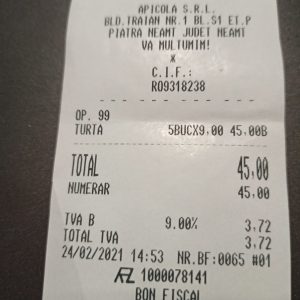 APICOLA S.R.L.
BLD.TRAIAN NR.1 BL.S1 ET.P
PIATRA NEAMT JUDET NEAMT
VA MULTUMIM!
*
C.I.F.:
RO9318238
- - - - - - - - -
OP. 99
TURTA 5BUCX9,00 45,00B
TOTAL 45,00
NUMERAR 45,00
TVA B 9.00% 3,72
TOTAL TVA 3,72
24/02/2021 14:53 NR.BF:0065 #01
1000078141
BON FISCAL